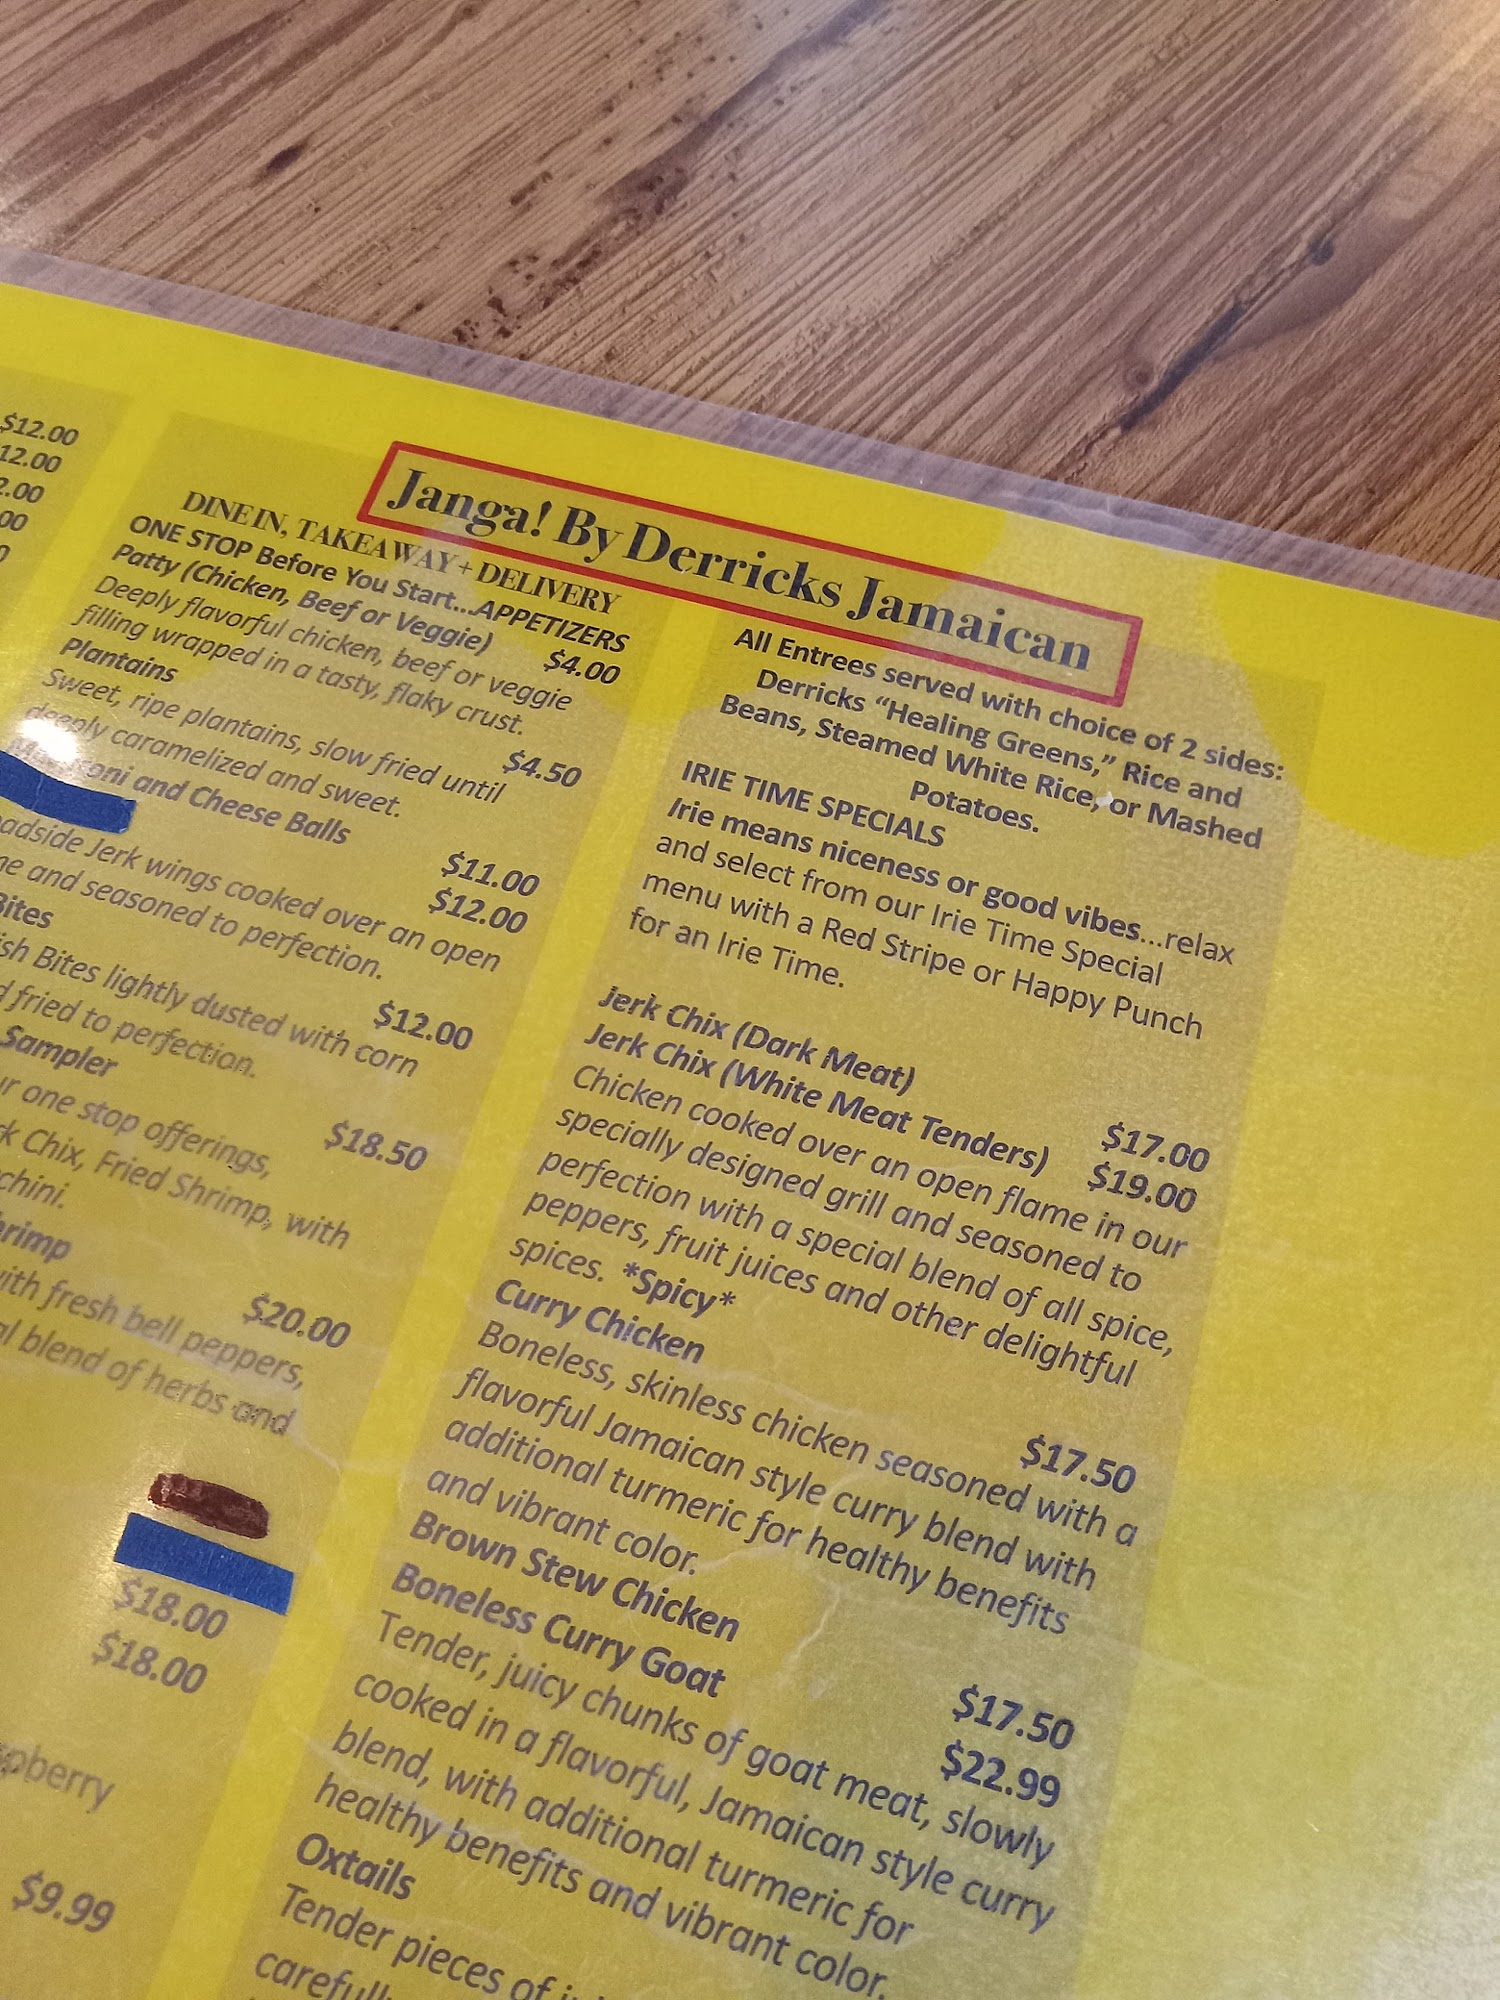 $12.00
12.00
2.00
00
0
Janga! By Derricks Jamaican
DINE IN, TAKEAWAY + DELIVERY
ONE STOP Before You Start...APPETIZERS
Patty (Chicken, Beef or Veggie) $4.00
Deeply flavorful chicken, beef or veggie
filling wrapped in a tasty, flaky crust.
Plantains $4.50
Sweet, ripe plantains, slow fried until
deeply caramelized and sweet.
and Cheese Balls $11.00
$12.00
Jerk wings cooked over an open
and seasoned to perfection.
Bites $12.00
Bites lightly dusted with corn
fried to perfection.
Sampler $18.50
one stop offerings,
Chix, Fried Shrimp, with
$20.00
with fresh bell peppers,
blend of herbs and
$18.00
$18.00
$9.99
All Entrees served with choice of 2 sides:
Derricks “Healing Greens,” Rice and
Beans, Steamed White Rice, or Mashed
Potatoes.
IRIE TIME SPECIALS
Irie means niceness or good vibes...relax
and select from our Irie Time Special
menu with a Red Stripe or Happy Punch
for an Irie Time.
Jerk Chix (Dark Meat) $17.00
Jerk Chix (White Meat Tenders) $19.00
Chicken cooked over an open flame in our
specially designed grill and seasoned to
perfection with a special blend of all spice,
peppers, fruit juices and other delightful
spices. *Spicy*
Curry Chicken $17.50
Boneless, skinless chicken seasoned with a
flavorful Jamaican style curry blend with
additional turmeric for healthy benefits
and vibrant color.
Brown Stew Chicken $17.50
Boneless Curry Goat $22.99
Tender, juicy chunks of goat meat, slowly
cooked in a flavorful, Jamaican style curry
blend, with additional turmeric for
healthy benefits and vibrant color.
Oxtails
Tender pieces of